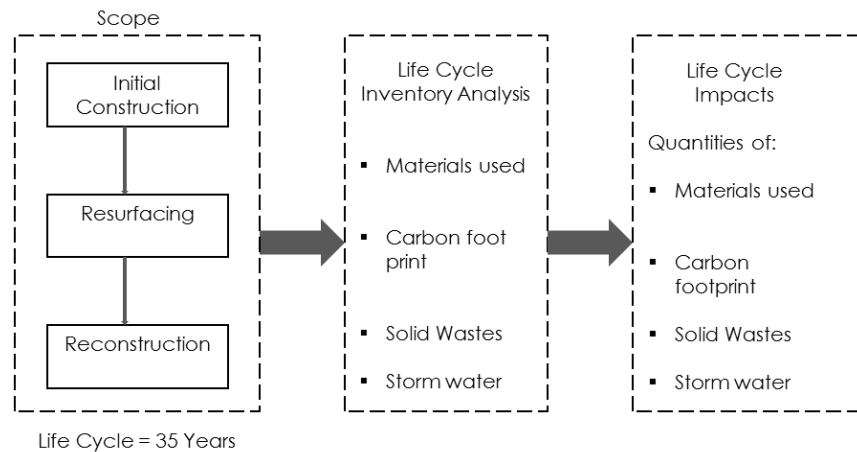 Scope
Initial
Construction
Resurfacing
Reconstruction
Life Cycle = 35 Years
Life Cycle
Inventory Analysis
▪ Materials used
▪ Carbon foot
print
▪ Solid Wastes
▪ Storm water
Life Cycle
Impacts
Quantities of:
▪ Materials used
▪ Carbon
footprint
▪ Solid Wastes
▪ Storm water